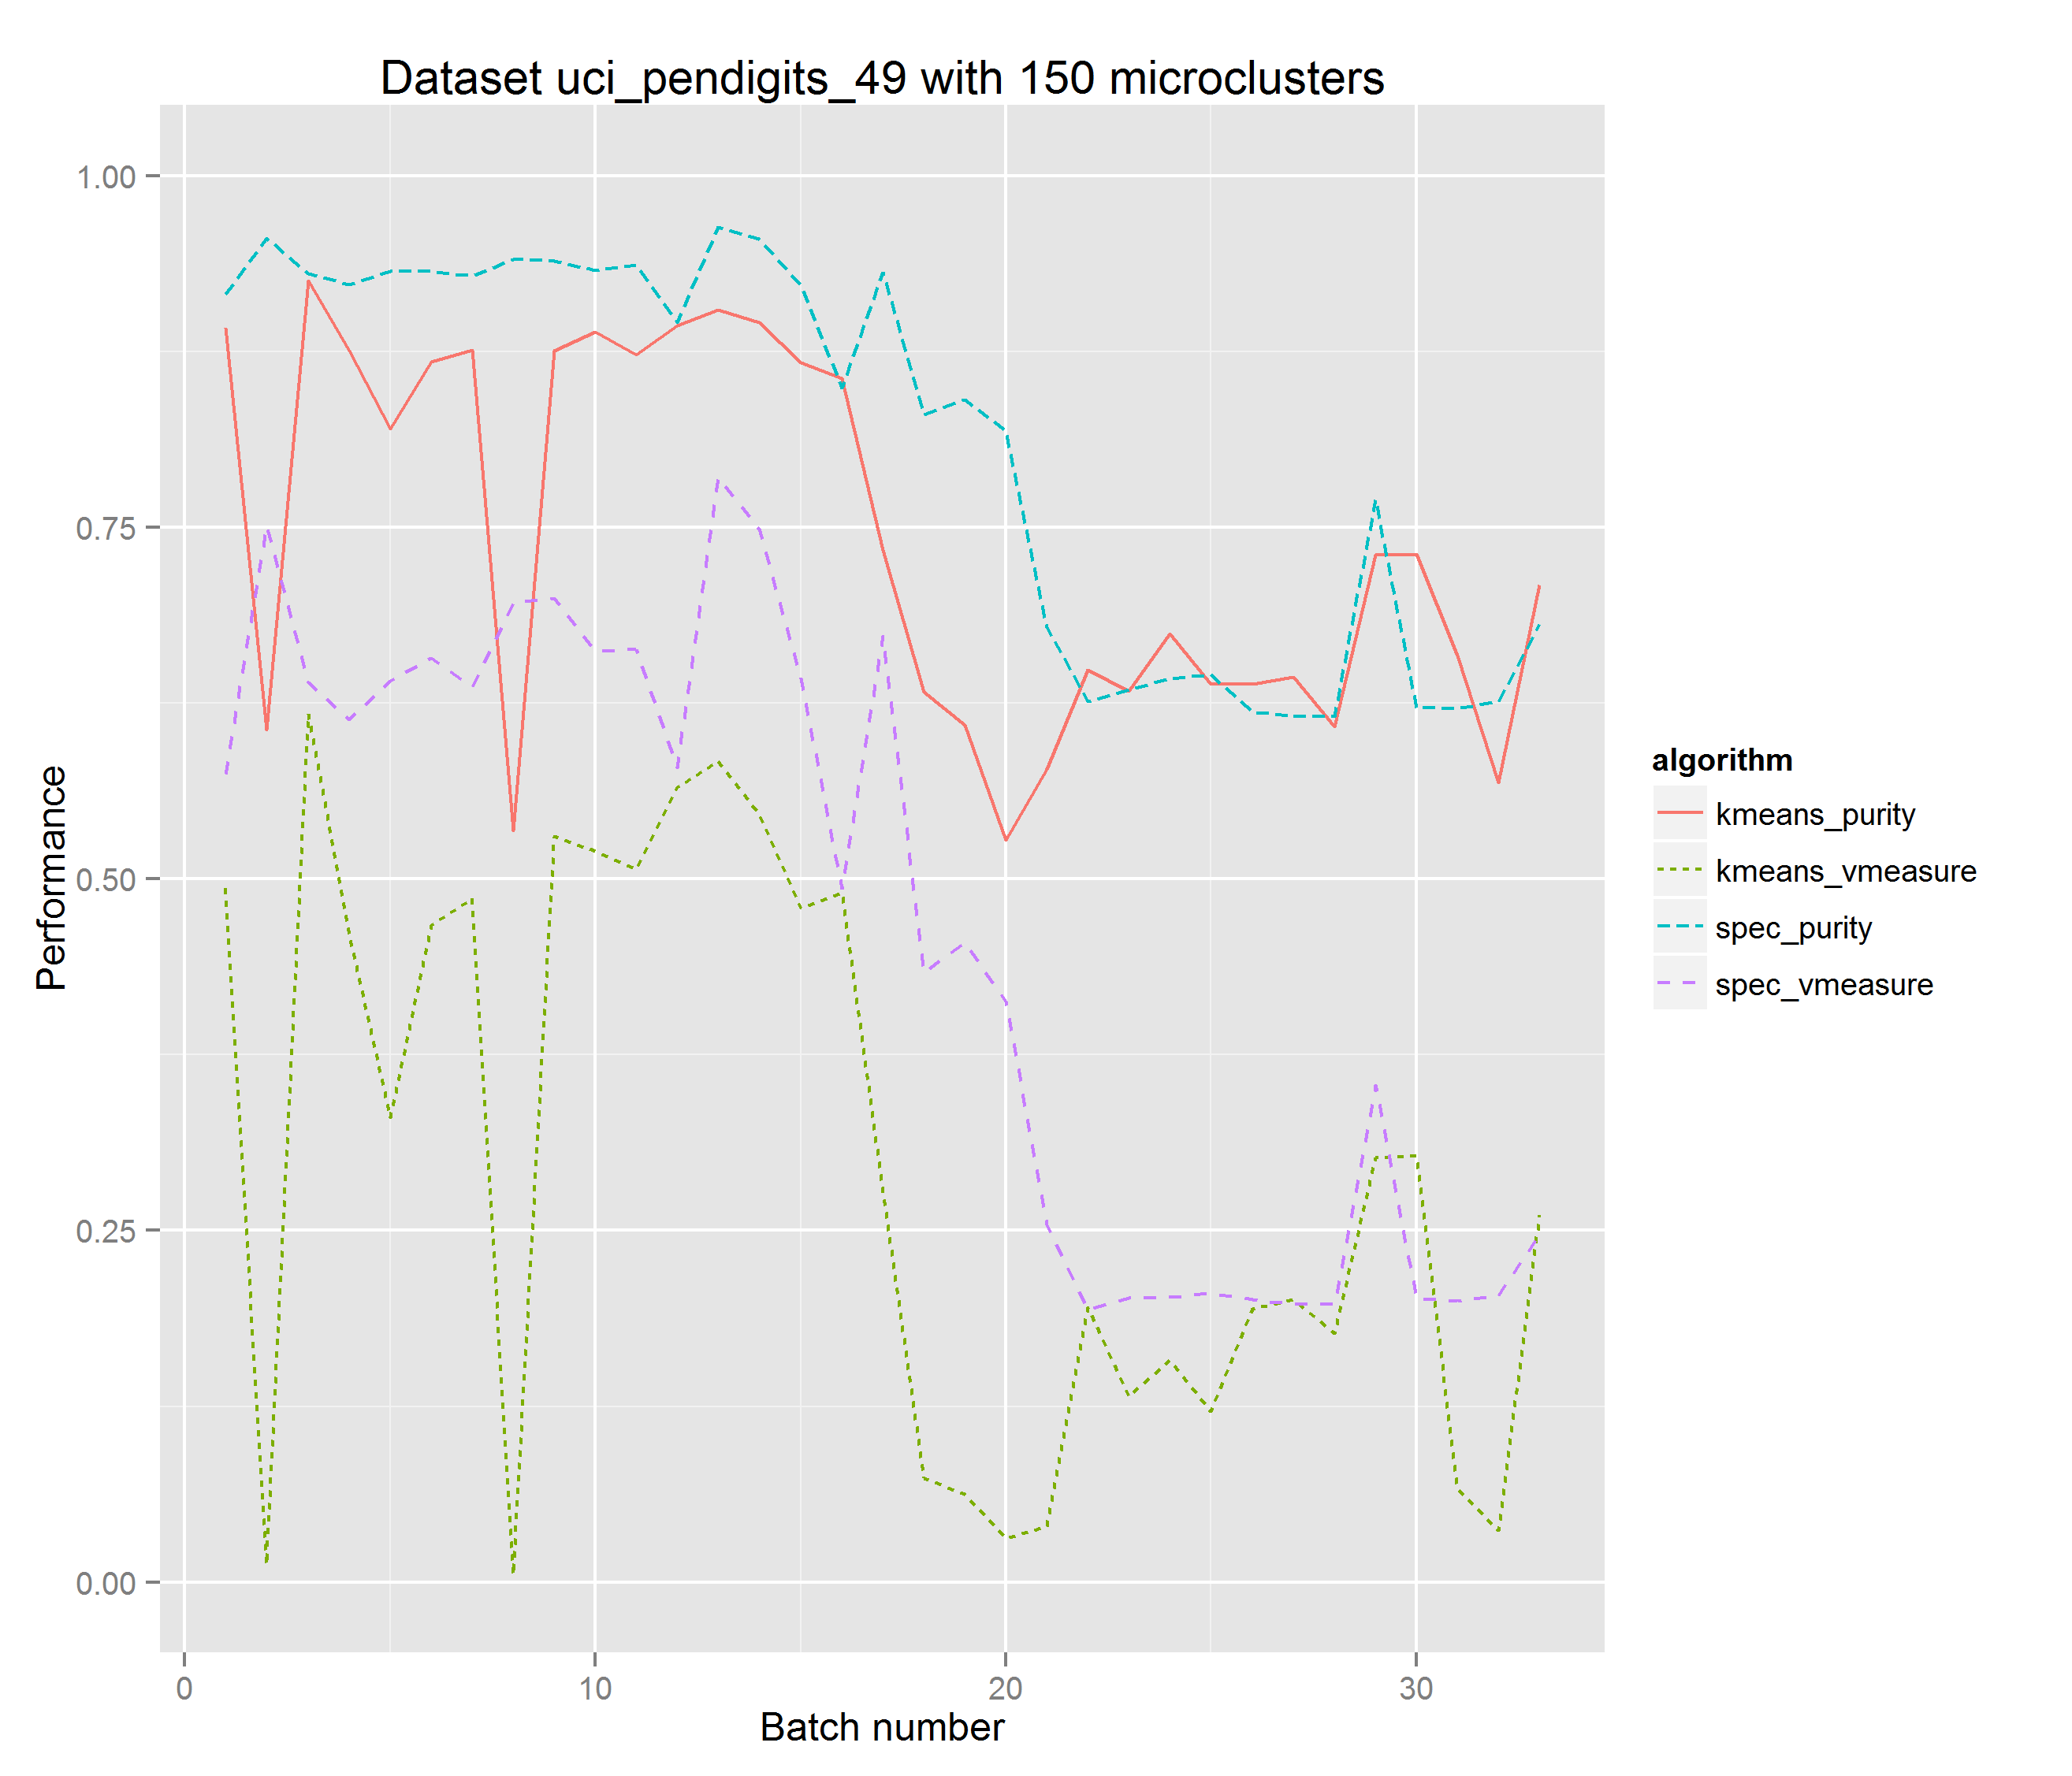 Dataset uci_pendigits_49 with 150 microclusters
1.00
0.75
0.50
0.25
0.00
Performance
0 10 20 30
Batch number
algorithm
kmeans_purity
kmeans_vmeasure
spec_purity
spec_vmeasure